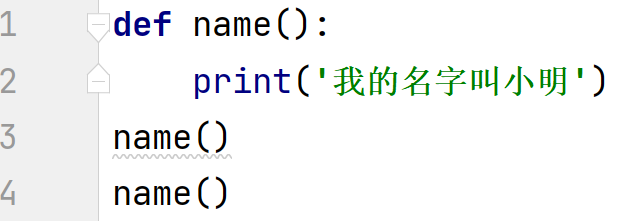 1 def name():
2     print('我的名字叫小明')
3 name()
4 name()